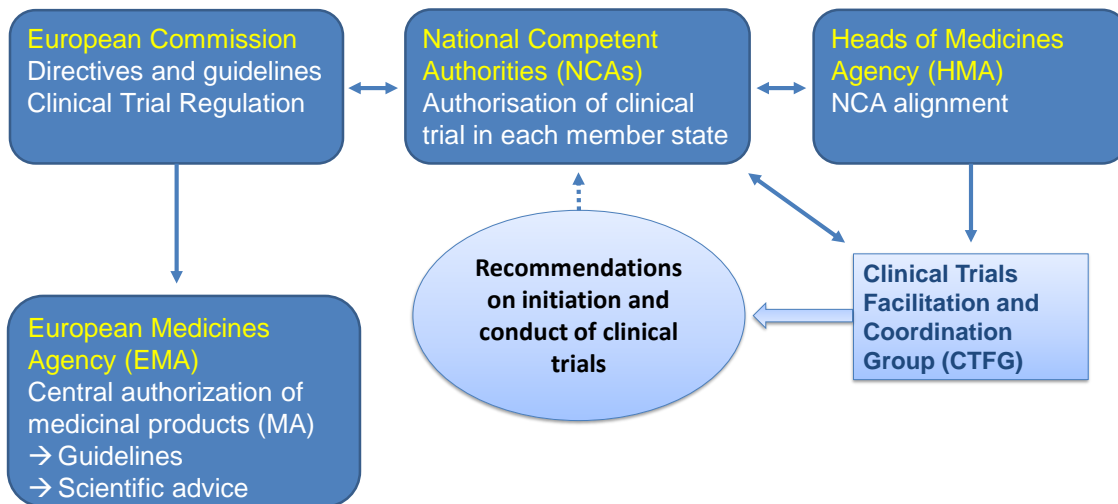 European Commission
Directives and guidelines
Clinical Trial Regulation
National Competent
Authorities (NCAs)
Authorisation of clinical
trial in each member state
Heads of Medicines
Agency (HMA)
NCA alignment
Recommendations
on initiation and
conduct of clinical
trials
Clinical Trials
Facilitation and
Coordination
Group (CTFG)
European Medicines
Agency (EMA)
Central authorization of
medicinal products (MA)
→ Guidelines
→ Scientific advice